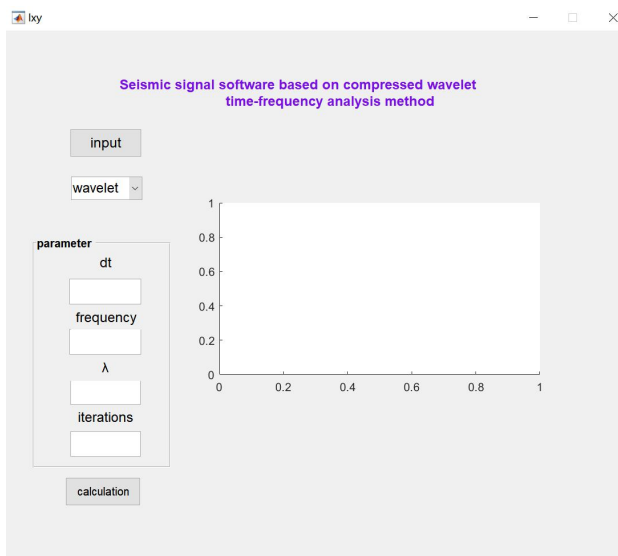 lxy
Seismic signal software based on compressed wavelet
time-frequency analysis method
input
wavelet
parameter
dt
frequency
λ
iterations
calculation
1
0.8
0.6
0.4
0.2
0
0 0.2 0.4 0.6 0.8 1